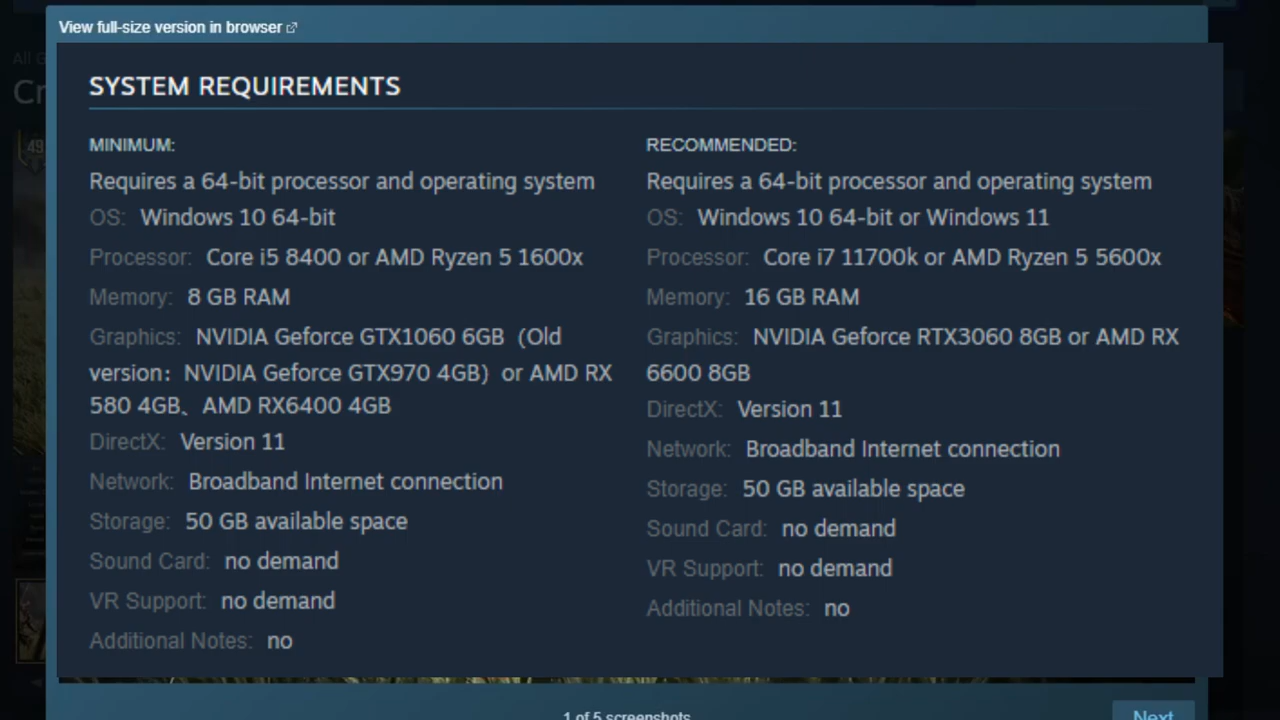 View full-size version in browser
All G
Cr
49
SYSTEM REQUIREMENTS
MINIMUM:
Requires a 64-bit processor and operating system
OS: Windows 10 64-bit
Processor: Core i5 8400 or AMD Ryzen 5 1600x
Memory: 8 GB RAM
Graphics: NVIDIA Geforce GTX1060 6GB（Old
version：NVIDIA Geforce GTX970 4GB）or AMD RX
580 4GB、AMD RX6400 4GB
DirectX: Version 11
Network: Broadband Internet connection
Storage: 50 GB available space
Sound Card: no demand
VR Support: no demand
Additional Notes: no
RECOMMENDED:
Requires a 64-bit processor and operating system
OS: Windows 10 64-bit or Windows 11
Processor: Core i7 11700k or AMD Ryzen 5 5600x
Memory: 16 GB RAM
Graphics: NVIDIA Geforce RTX3060 8GB or AMD RX
6600 8GB
DirectX: Version 11
Network: Broadband Internet connection
Storage: 50 GB available space
Sound Card: no demand
VR Support: no demand
Additional Notes: no
1 of 5 screenshots
Next